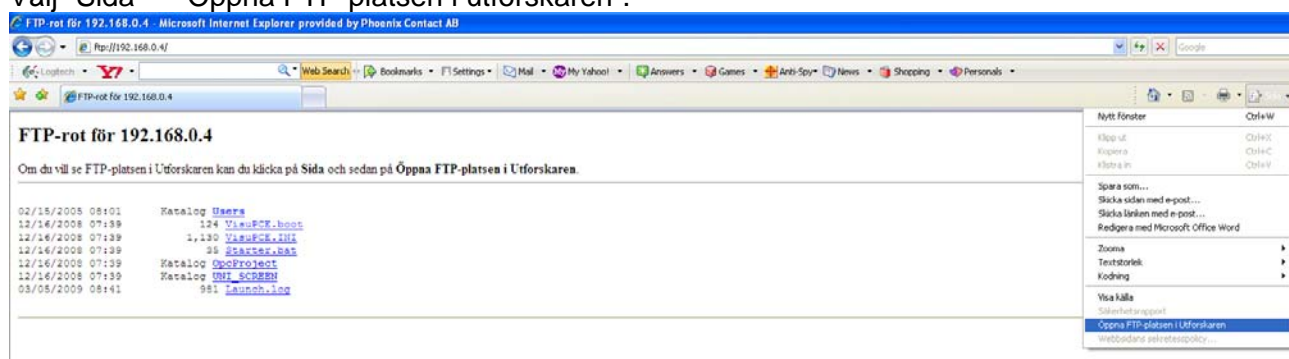 Välj "Sida" - "Öppna FTP-platsen i utforskaren".
FTP-rot för 192.168.0.4 - Microsoft Internet Explorer provided by Phoenix Contact AB
ftp://192.168.0.4/
Google
Logitech
Y7
Web Search
Bookmarks
Settings
Mail
My Yahoo!
Answers
Games
Anti-Spy
News
Shopping
Personals
FTP-rot för 192.168.0.4
FTP-rot för 192.168.0.4
Om du vill se FTP-platsen i Utforskaren kan du klicka på Sida och sedan på Öppna FTP-platsen i Utforskaren.
02/15/2005 08:01 Katalog Users
12/16/2008 07:39 124 VisuPCE.boot
12/16/2008 07:39 1,130 VisuPCE.INI
12/16/2008 07:39 35 Starter.bat
12/16/2008 07:39 Katalog OpcProject
12/16/2008 07:39 Katalog UNI_SCREEN
03/05/2009 08:41 981 Launch.log
Nytt fönster Ctrl+W
Klipp ut Ctrl+X
Kopiera Ctrl+C
Klistra in Ctrl+V
Spara som...
Skicka sidan med e-post...
Skicka länken med e-post...
Redigera med Microsoft Office Word
Zooma
Textstorlek
Kodning
Visa källa
Säkerhetsrapport
Öppna FTP-platsen i Utforskaren
Webbsidans sekretesspolicy...